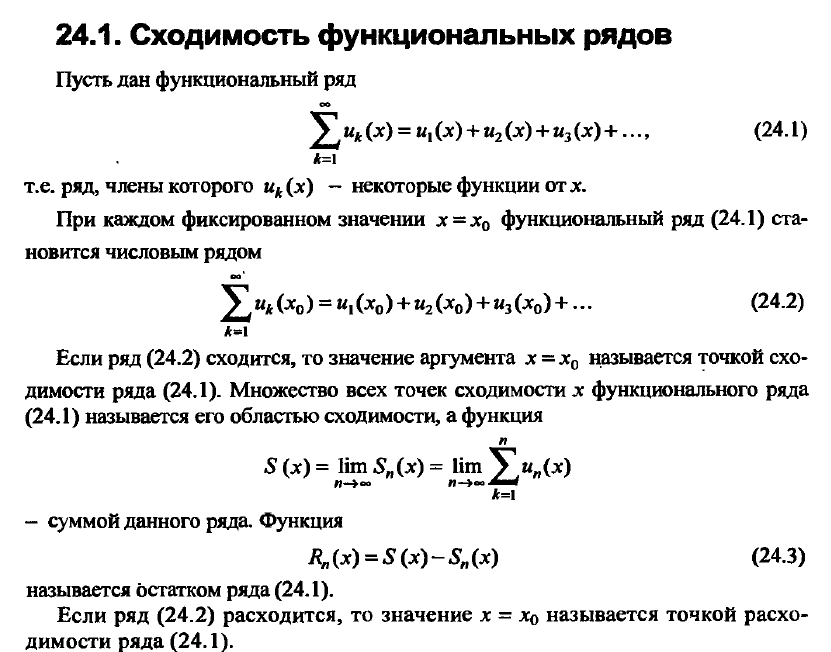 24.1. Сходимость функциональных рядов
Пусть дан функциональный ряд
∑_{k=1}^{∞} u_k(x) = u_1(x) + u_2(x) + u_3(x) + ..., (24.1)
т.е. ряд, члены которого u_k(x) – некоторые функции от x.
При каждом фиксированном значении x = x_0 функциональный ряд (24.1) ста-
новится числовым рядом
∑_{k=1}^{∞} u_k(x_0) = u_1(x_0) + u_2(x_0) + u_3(x_0) + ... (24.2)
Если ряд (24.2) сходится, то значение аргумента x = x_0 называется точкой схо-
димости ряда (24.1). Множество всех точек сходимости x функционального ряда
(24.1) называется его областью сходимости, а функция
S(x) = lim_{n→∞} S_n(x) = lim_{n→∞} ∑_{k=1}^{n} u_n(x)
– суммой данного ряда. Функция
R_n(x) = S(x) – S_n(x) (24.3)
называется остатком ряда (24.1).
Если ряд (24.2) расходится, то значение x = x_0 называется точкой расхо-
димости ряда (24.1).